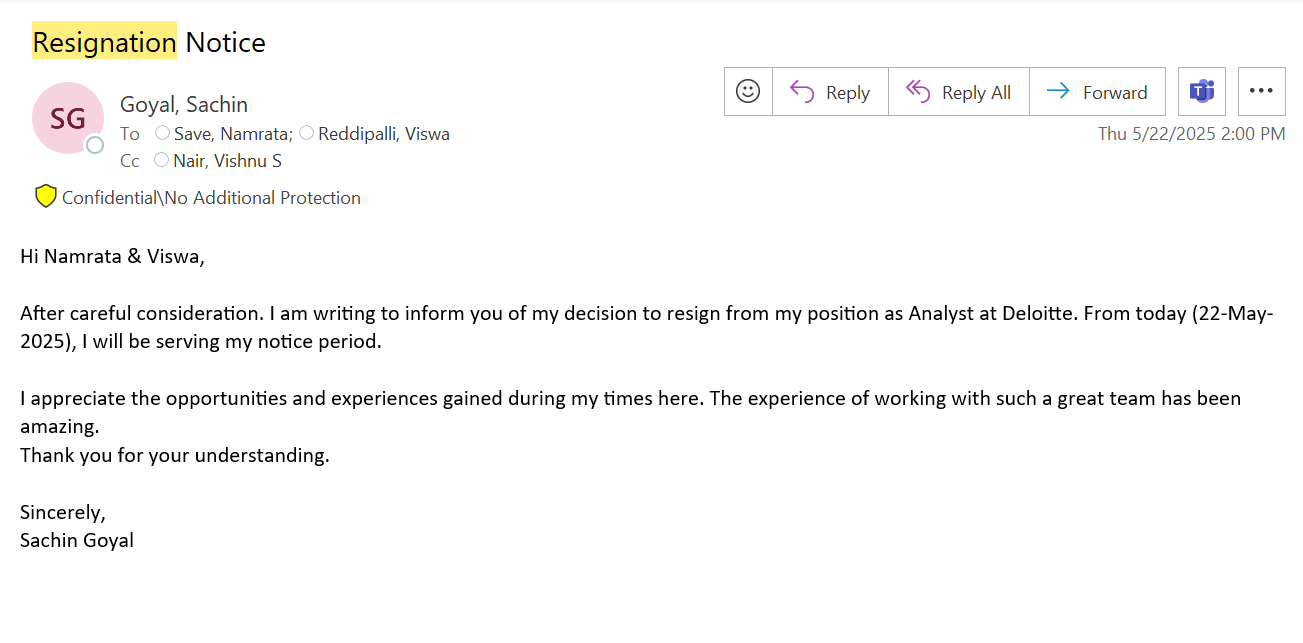 Resignation Notice
SG
Goyal, Sachin
Reply
Reply All
Forward
To Save, Namrata; Reddipalli, Viswa
Thu 5/22/2025 2:00 PM
Cc Nair, Vishnu S
Confidential\No Additional Protection
Hi Namrata & Viswa,
After careful consideration. I am writing to inform you of my decision to resign from my position as Analyst at Deloitte. From today (22-May-
2025), I will be serving my notice period.
I appreciate the opportunities and experiences gained during my times here. The experience of working with such a great team has been
amazing.
Thank you for your understanding.
Sincerely,
Sachin Goyal